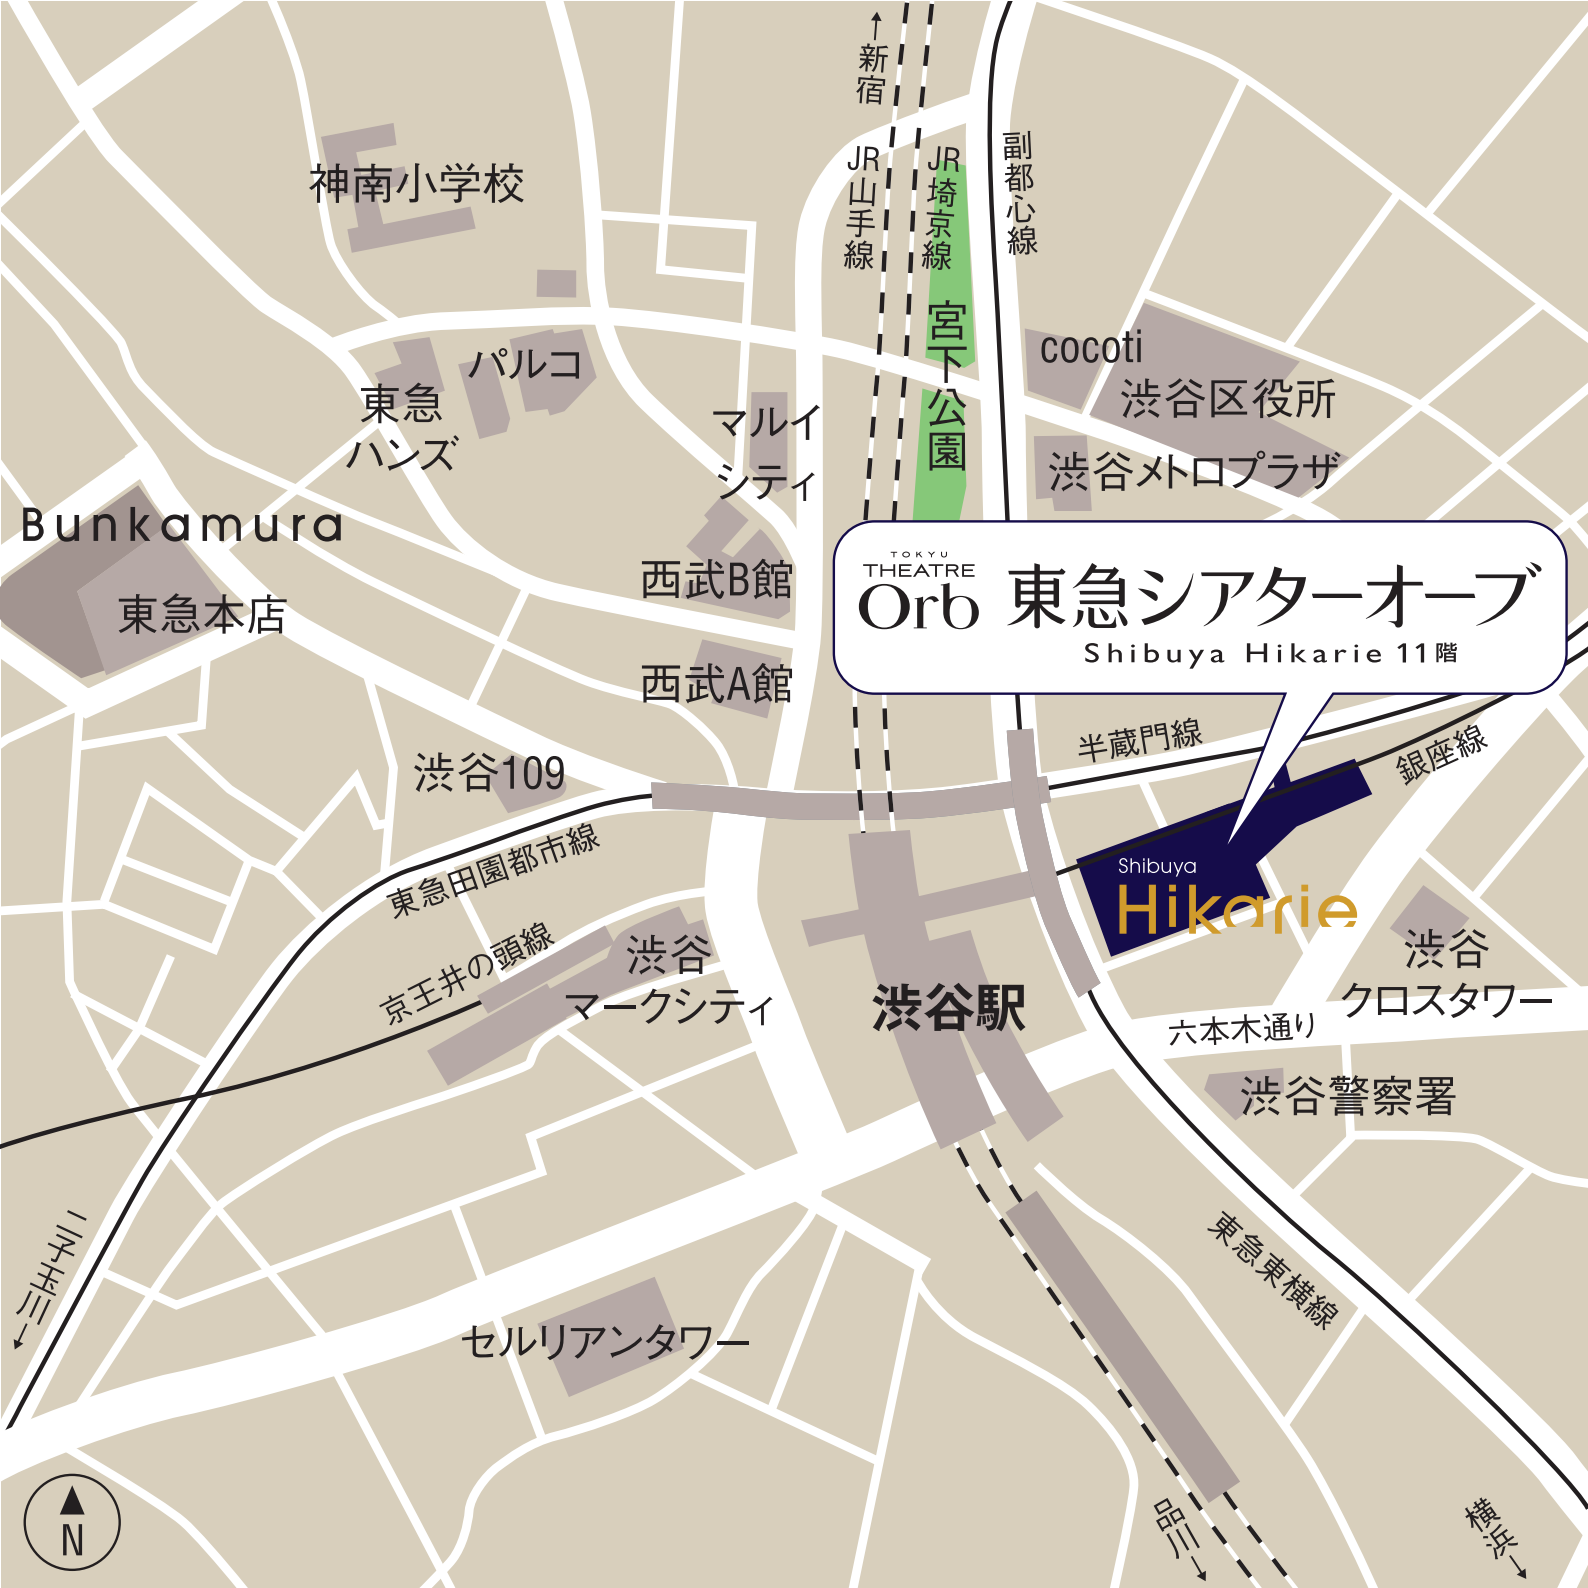 ←新宿
JR山手線
JR埼京線
副都心線
神南小学校
宮下公園
cocoti
渋谷区役所
パルコ
東急
ハンズ
マルイ
シティ
渋谷メトロプラザ
Bunkamura
東急本店
西武B館
西武A館
TOKYU
THEATRE
Orb
東急シアターオーブ
Shibuya Hikarie 11階
半蔵門線
銀座線
渋谷109
東急田園都市線
Shibuya
Hikarie
京王井の頭線
渋谷
マークシティ
渋谷駅
渋谷
クロスタワー
六本木通り
渋谷警察署
二子玉川→
東急東横線
セルリアンタワー
品川→
横浜→
N